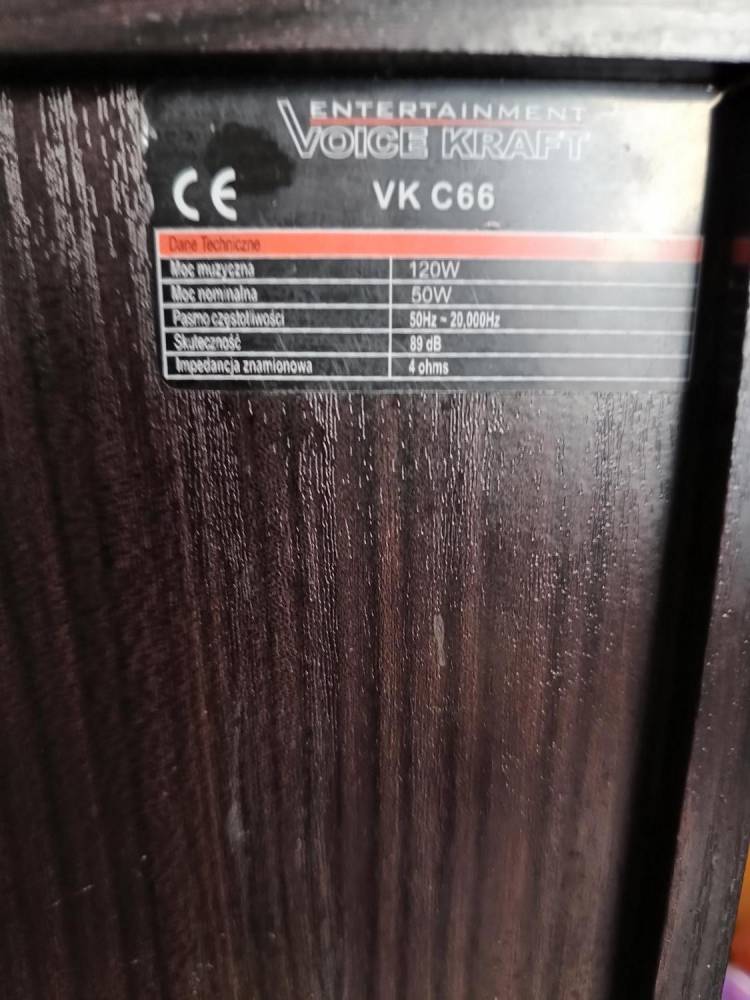 ENTERTAINMENT
VOICE KRAFT
CE VK C66
Dane Techniczne
Moc muzyczna 120W
Moc nominalna 50W
Pasmo częstotliwości 50Hz ~ 20,000Hz
Skuteczność 89 dB
Impedancja znamionowa 4 ohms